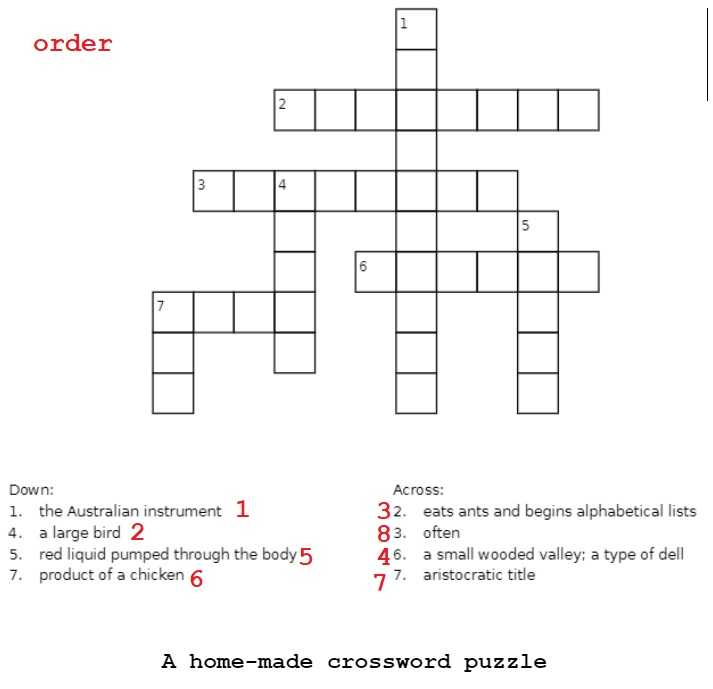 order
1
2
3 4
5
6
7
Down:
1. the Australian instrument 1
4. a large bird 2
5. red liquid pumped through the body 5
7. product of a chicken 6
Across:
3 2. eats ants and begins alphabetical lists
8 3. often
4 6. a small wooded valley; a type of dell
7 7. aristocratic title
A home-made crossword puzzle